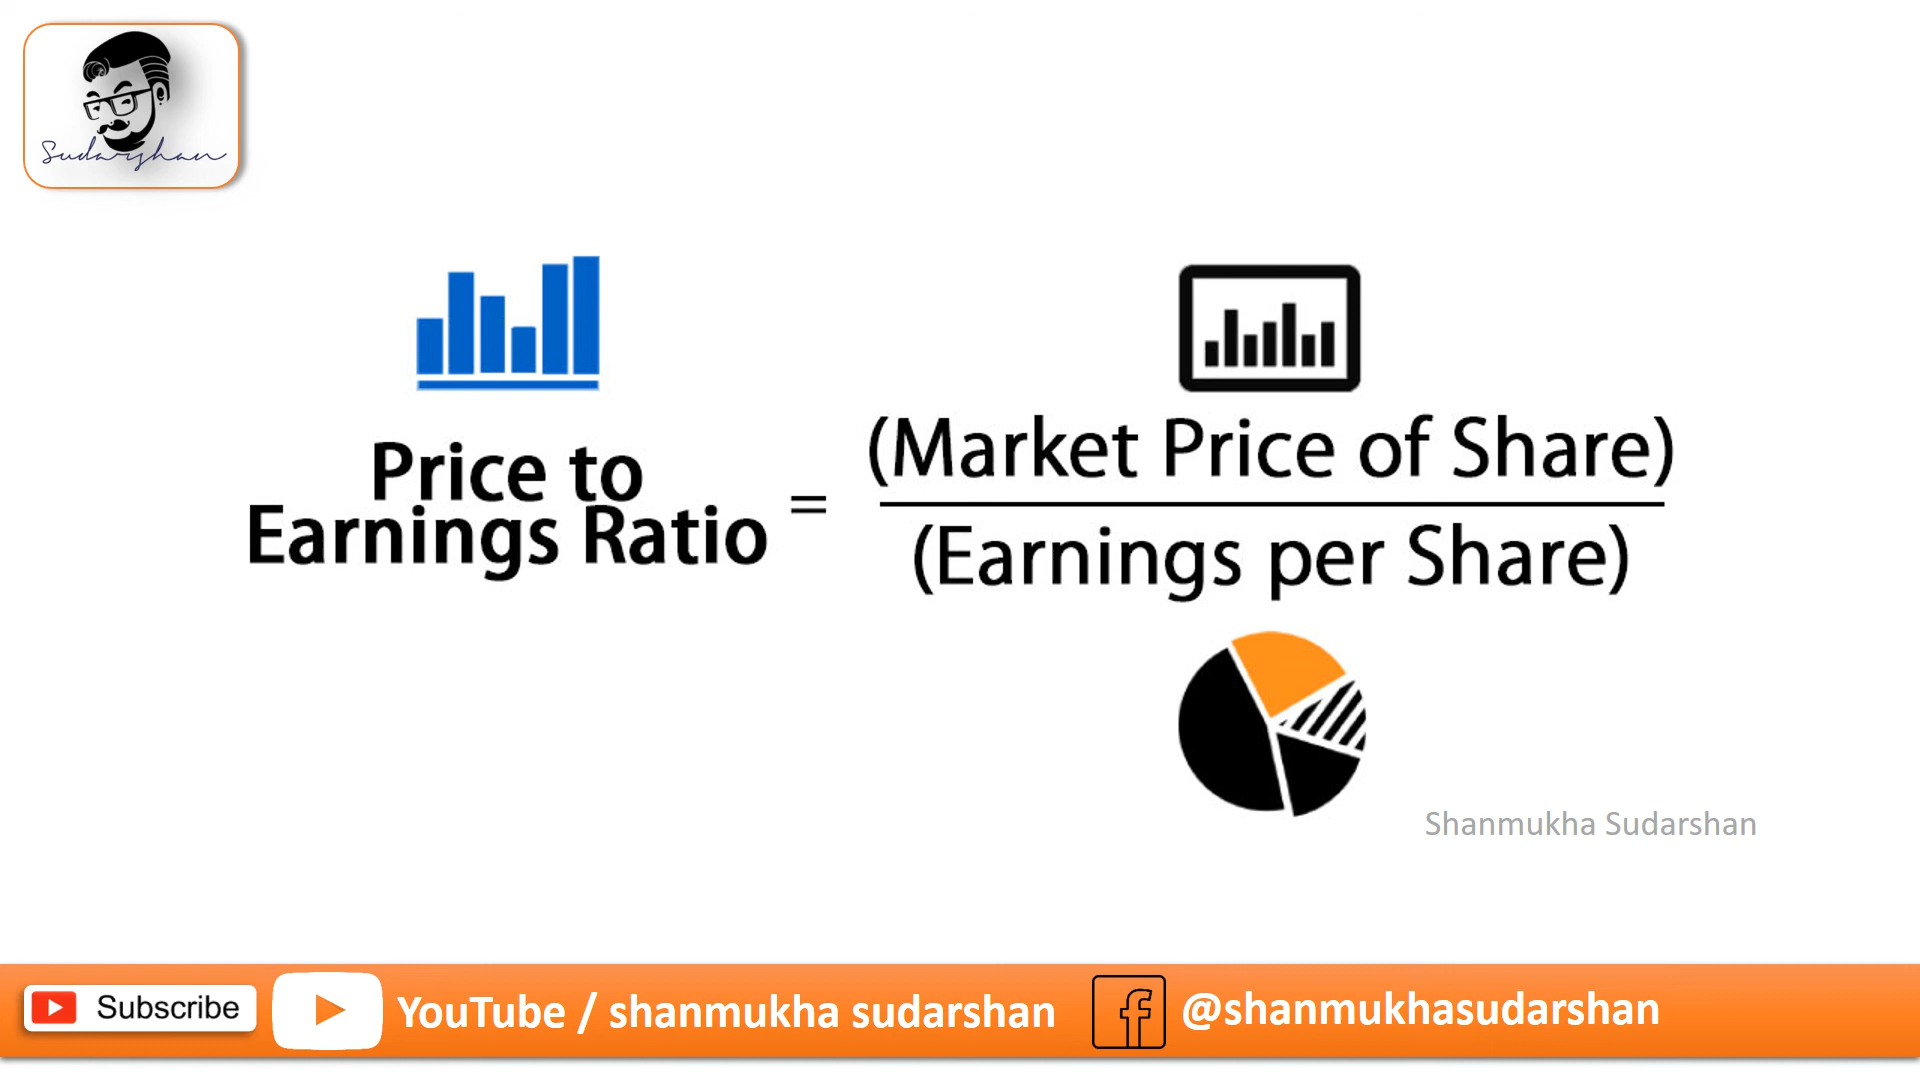 Sudarshan
Price to
Earnings Ratio
=
(Market Price of Share)
(Earnings per Share)
Shanmukha Sudarshan
Subscribe
YouTube / shanmukha sudarshan
f
@shanmukhasudarshan